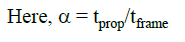 Here, α = tprop/tframe